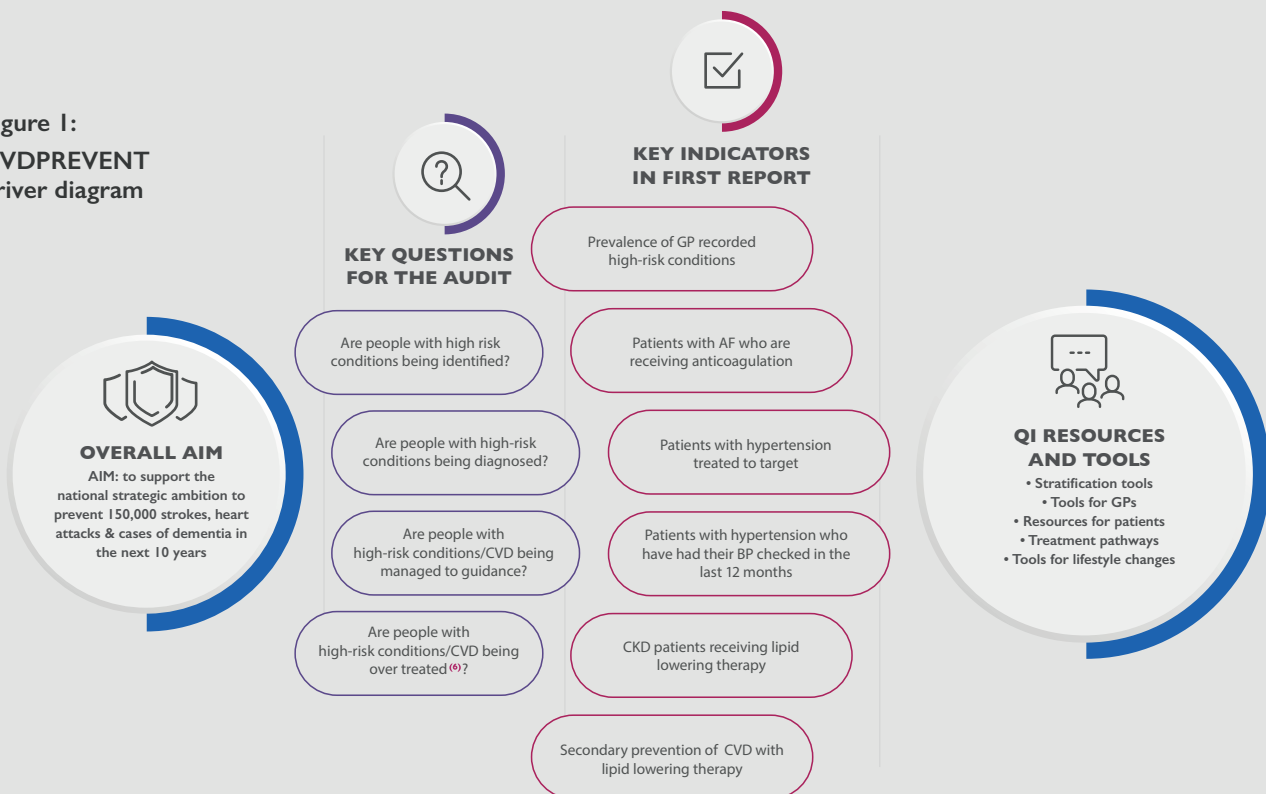 gure 1:
VDPREVENT
river diagram
OVERALL AIM
AIM: to support the
national strategic ambition to
prevent 150,000 strokes, heart
attacks & cases of dementia in
the next 10 years
?
KEY QUESTIONS
FOR THE AUDIT
Are people with high risk
conditions being identified?
Are people with high-risk
conditions being diagnosed?
Are people with
high-risk conditions/CVD being
managed to guidance?
Are people with
high-risk conditions/CVD being
over treated (6)?
KEY INDICATORS
IN FIRST REPORT
Prevalence of GP recorded
high-risk conditions
Patients with AF who are
receiving anticoagulation
Patients with hypertension
treated to target
Patients with hypertension who
have had their BP checked in the
last 12 months
CKD patients receiving lipid
lowering therapy
Secondary prevention of CVD with
lipid lowering therapy
QI RESOURCES
AND TOOLS
• Stratification tools
• Tools for GPs
• Resources for patients
• Treatment pathways
• Tools for lifestyle changes